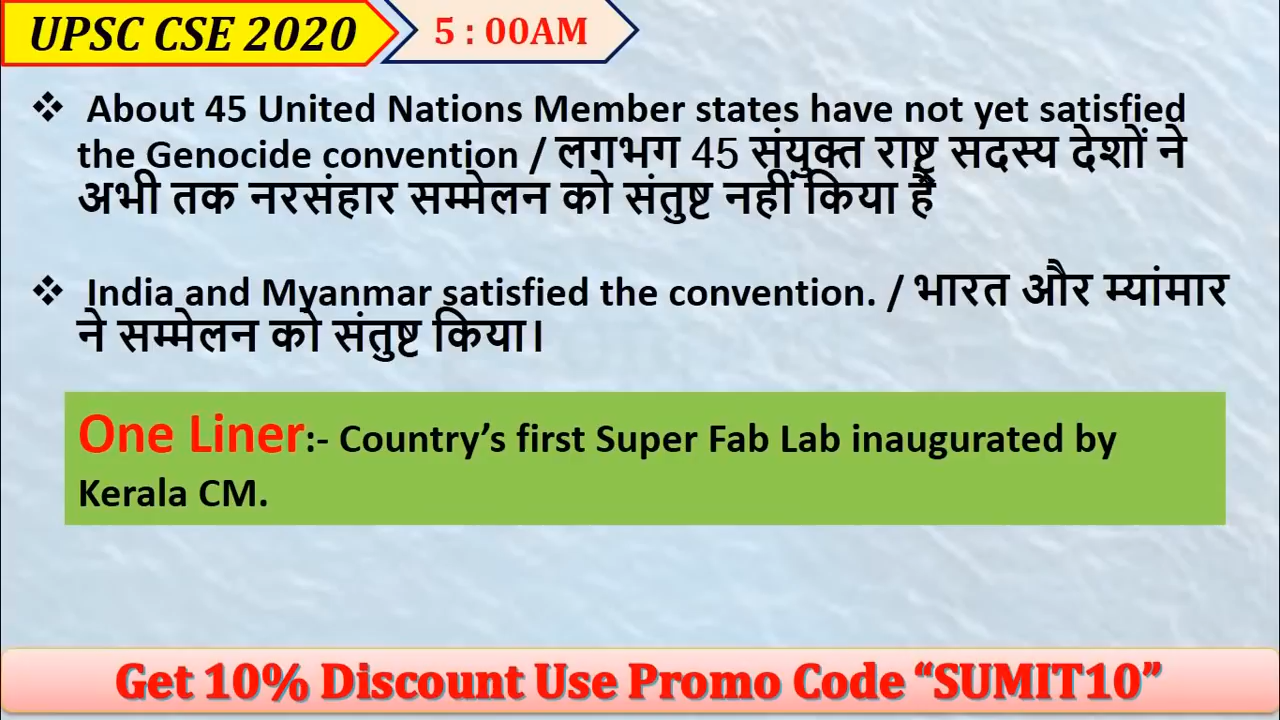 UPSC CSE 2020
5 : 00AM
❖ About 45 United Nations Member states have not yet satisfied
the Genocide convention / लगभग 45 संयुक्त राष्ट्र सदस्य देशों ने
अभी तक नरसंहार सम्मेलन को संतुष्ट नहीं किया है
❖ India and Myanmar satisfied the convention. / भारत और म्यांमार
ने सम्मेलन को संतुष्ट किया।
One Liner:- Country’s first Super Fab Lab inaugurated by
Kerala CM.
Get 10% Discount Use Promo Code “SUMIT10”